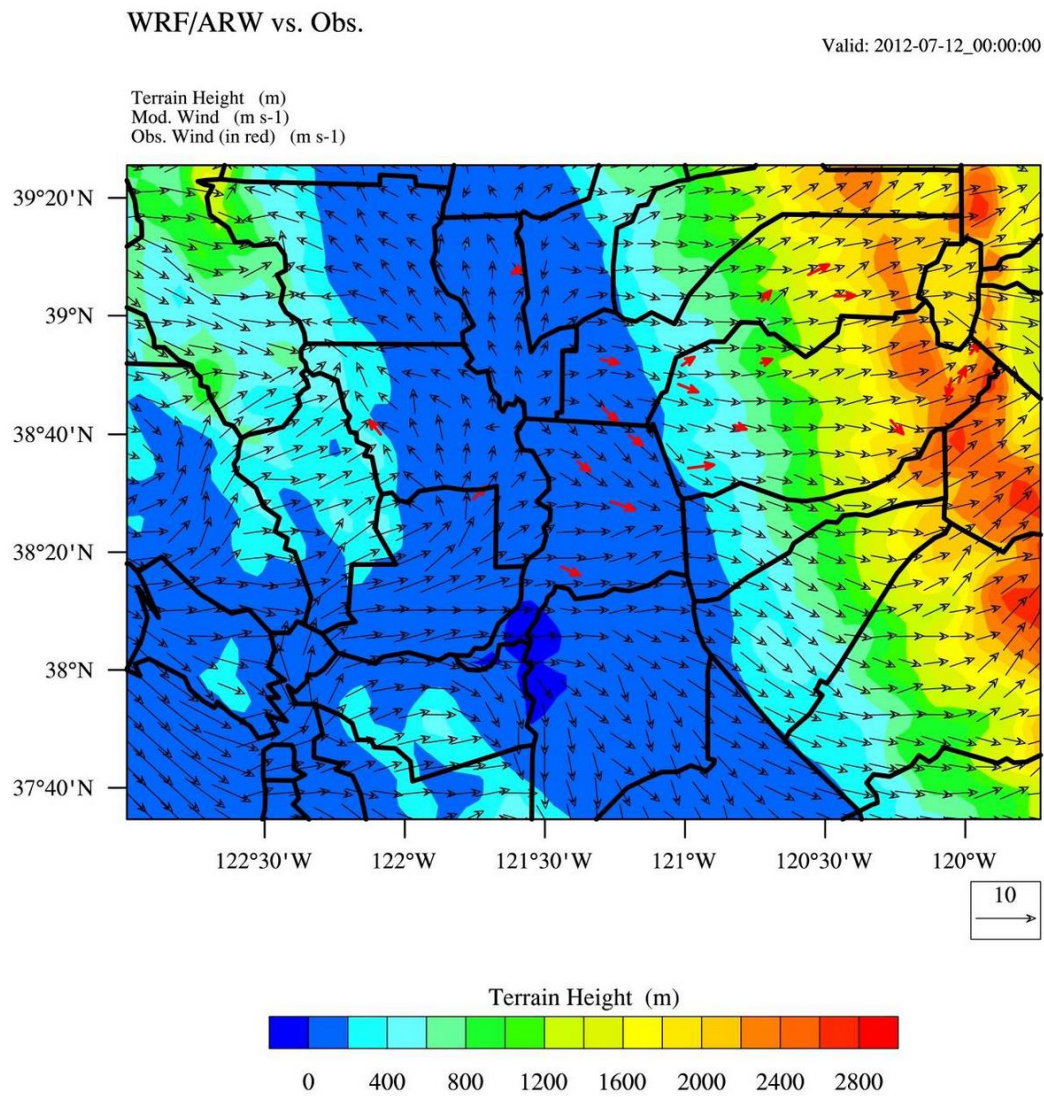 WRF/ARW vs. Obs.
Valid: 2012-07-12_00:00:00
Terrain Height (m)
Mod. Wind (m s-1)
Obs. Wind (in red) (m s-1)
39°20'N
39°N
38°40'N
38°20'N
38°N
37°40'N
122°30'W 122°W 121°30'W 121°W 120°30'W 120°W
10
Terrain Height (m)
0 400 800 1200 1600 2000 2400 2800